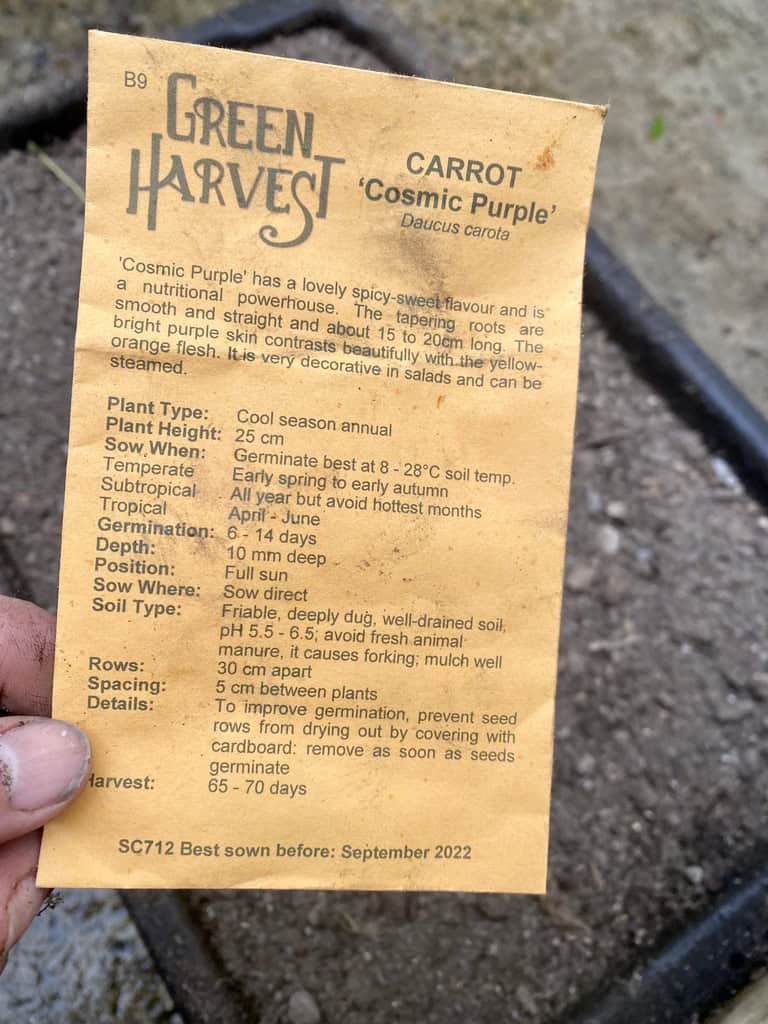 B9
GREEN
HARVEST
CARROT
'Cosmic Purple'
Daucus carota
'Cosmic Purple' has a lovely spicy-sweet flavour and is
a nutritional powerhouse. The tapering roots are
smooth and straight and about 15 to 20cm long. The
bright purple skin contrasts beautifully with the yellow-
orange flesh. It is very decorative in salads and can be
steamed.
Plant Type: Cool season annual
Plant Height: 25 cm
Sow When: Germinate best at 8 - 28°C soil temp.
Temperate Early spring to early autumn
Subtropical All year but avoid hottest months
Tropical April - June
Germination: 6 - 14 days
Depth: 10 mm deep
Position: Full sun
Sow Where: Sow direct
Soil Type: Friable, deeply dug, well-drained soil,
pH 5.5 - 6.5; avoid fresh animal
manure, it causes forking; mulch well
Rows: 30 cm apart
Spacing: 5 cm between plants
Details: To improve germination, prevent seed
rows from drying out by covering with
cardboard: remove as soon as seeds
germinate
Harvest: 65 - 70 days
SC712 Best sown before: September 2022